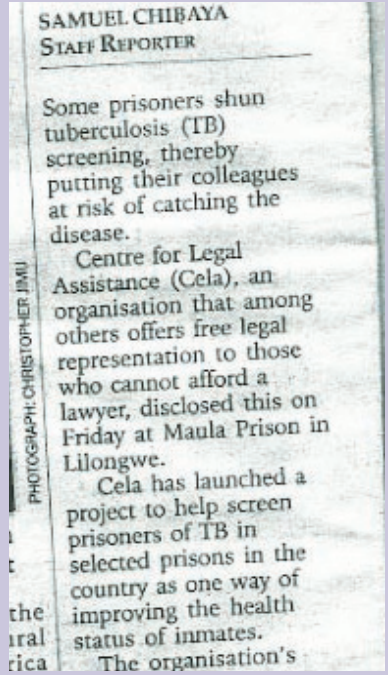 SAMUEL CHIBAYA
STAFF REPORTER
Some prisoners shun
tuberculosis (TB)
screening, thereby
putting their colleagues
at risk of catching the
disease.
Centre for Legal
Assistance (Cela), an
organisation that among
others offers free legal
representation to those
who cannot afford a
lawyer, disclosed this on
Friday at Maula Prison in
Lilongwe.
Cela has launched a
project to help screen
prisoners of TB in
selected prisons in the
country as one way of
improving the health
status of inmates.
The organisation's
PHOTOGRAPH: CHRISTOPHER JIMU
the